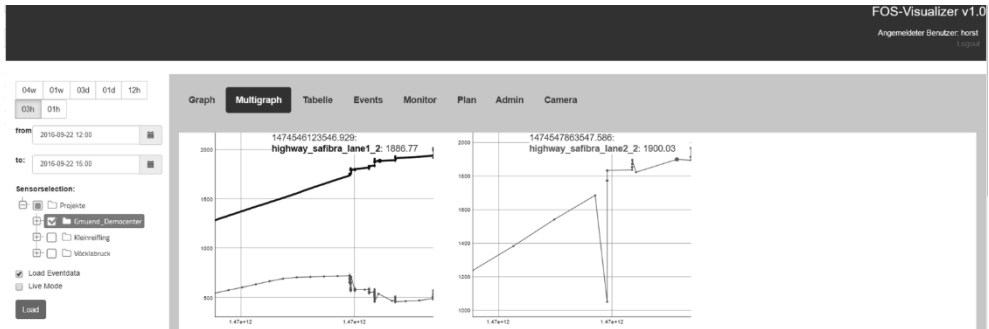 FOS-Visualizer v1.0
Angemeldeter Benutzer: horst
Logout
04w 01w 03d 01d 12h
03h 01h
from 2016-09-22 12:00
to: 2016-09-22 15:00
Sensorselection:
Projekte
Gmuend_Democenter
Kleinreifling
Vöcklabruck
Load Eventdata
Live Mode
Load
Graph Multigraph Tabelle Events Monitor Plan Admin Camera
1474546123546.929:
highway_safibra_lane1_2: 1886.77
2000
1500
1000
500
1.47e+12 1.47e+12
1474547863547.586:
highway_safibra_lane2_2: 1900.03
2000
1800
1600
1400
1200
1000
1.47e+12 1.47e+12